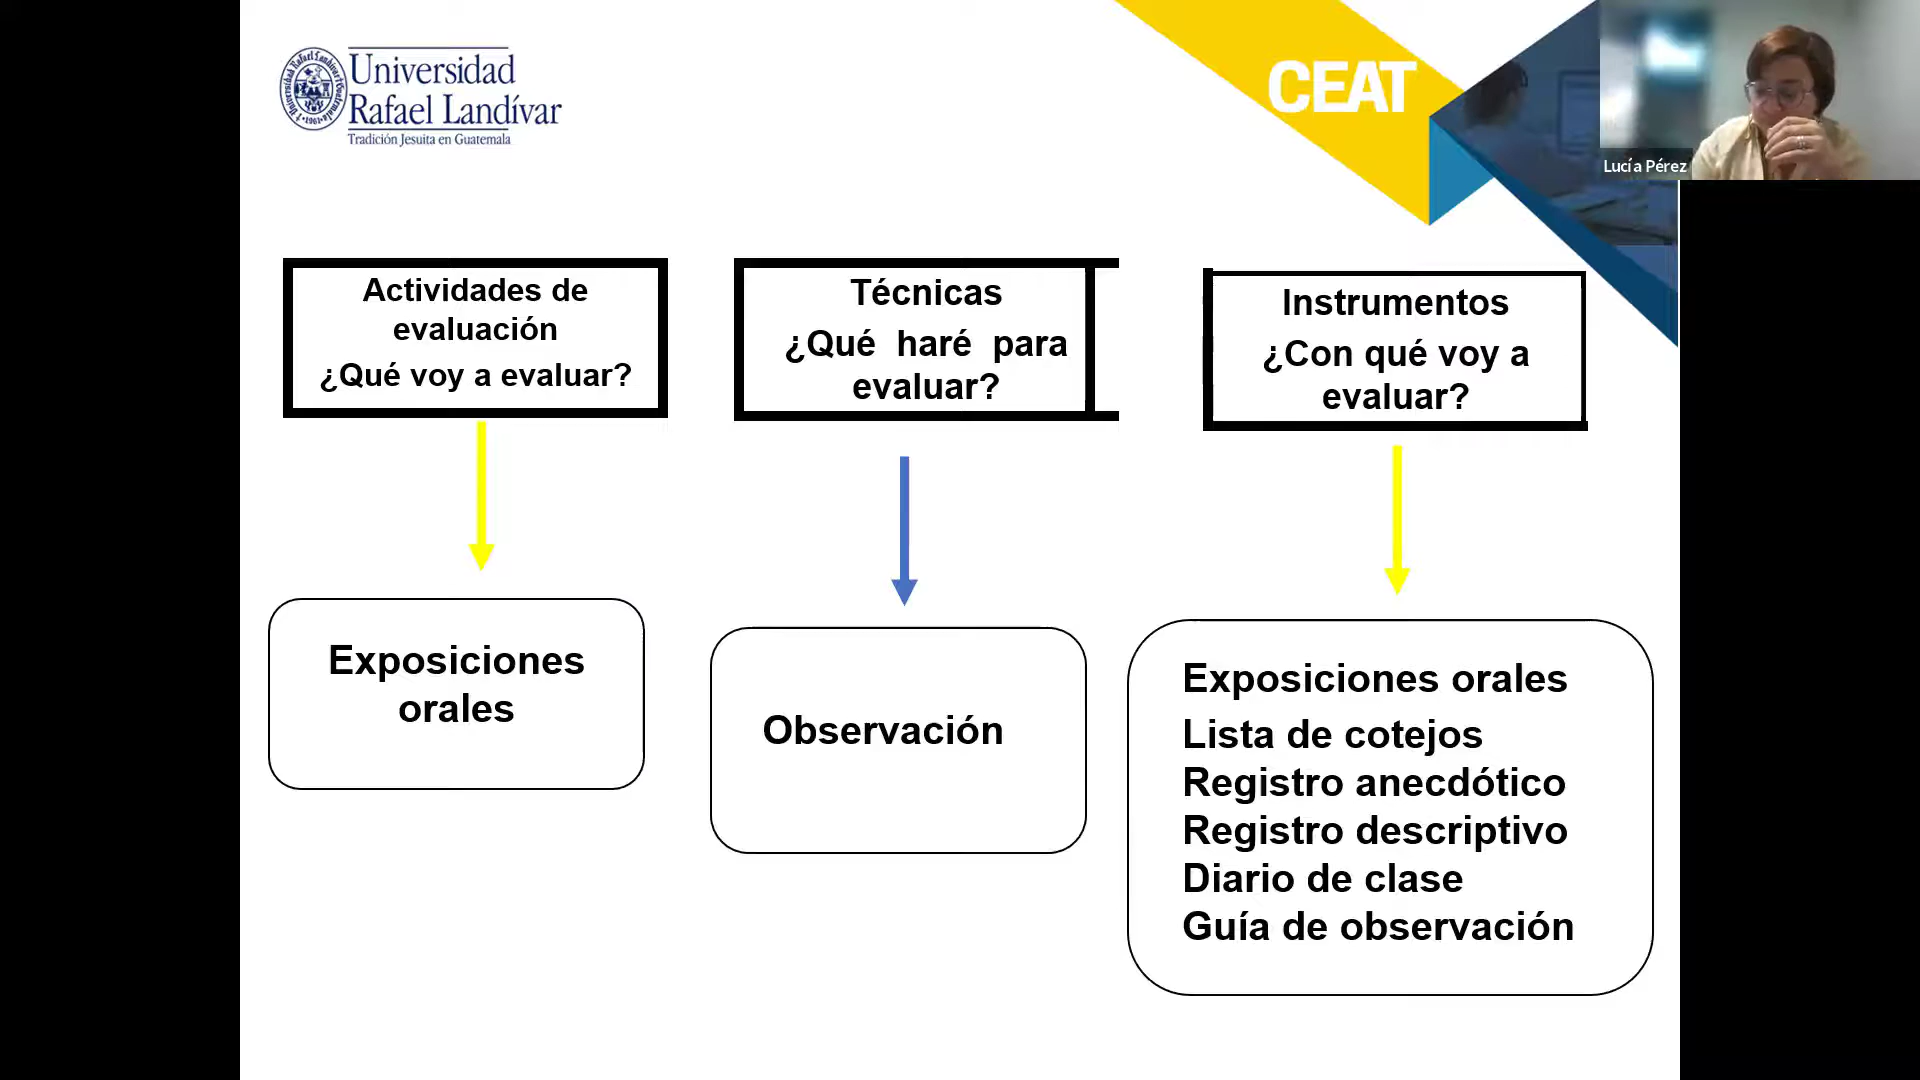 Universidad
Rafael Landívar
Tradición Jesuita en Guatemala
CEAT
Lucía Pérez
Actividades de
evaluación
¿Qué voy a evaluar?
Técnicas
¿Qué haré para
evaluar?
Instrumentos
¿Con qué voy a
evaluar?
Exposiciones
orales
Observación
Exposiciones orales
Lista de cotejos
Registro anecdótico
Registro descriptivo
Diario de clase
Guía de observación